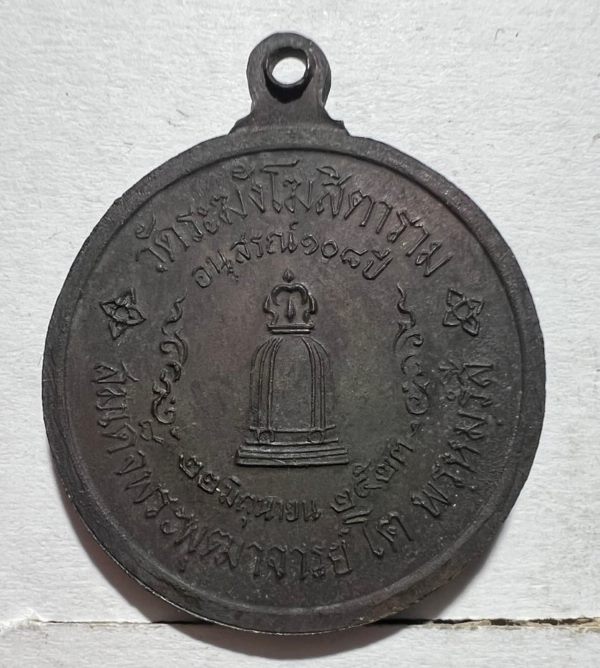 วัดระฆังโฆสิตาราม
อนุสรณ์๑๐๘ปี
๒๒ มิถุนายน ๒๕๒๓
สมเด็จพระพุฒาจารย์ โต พรหมรํสี